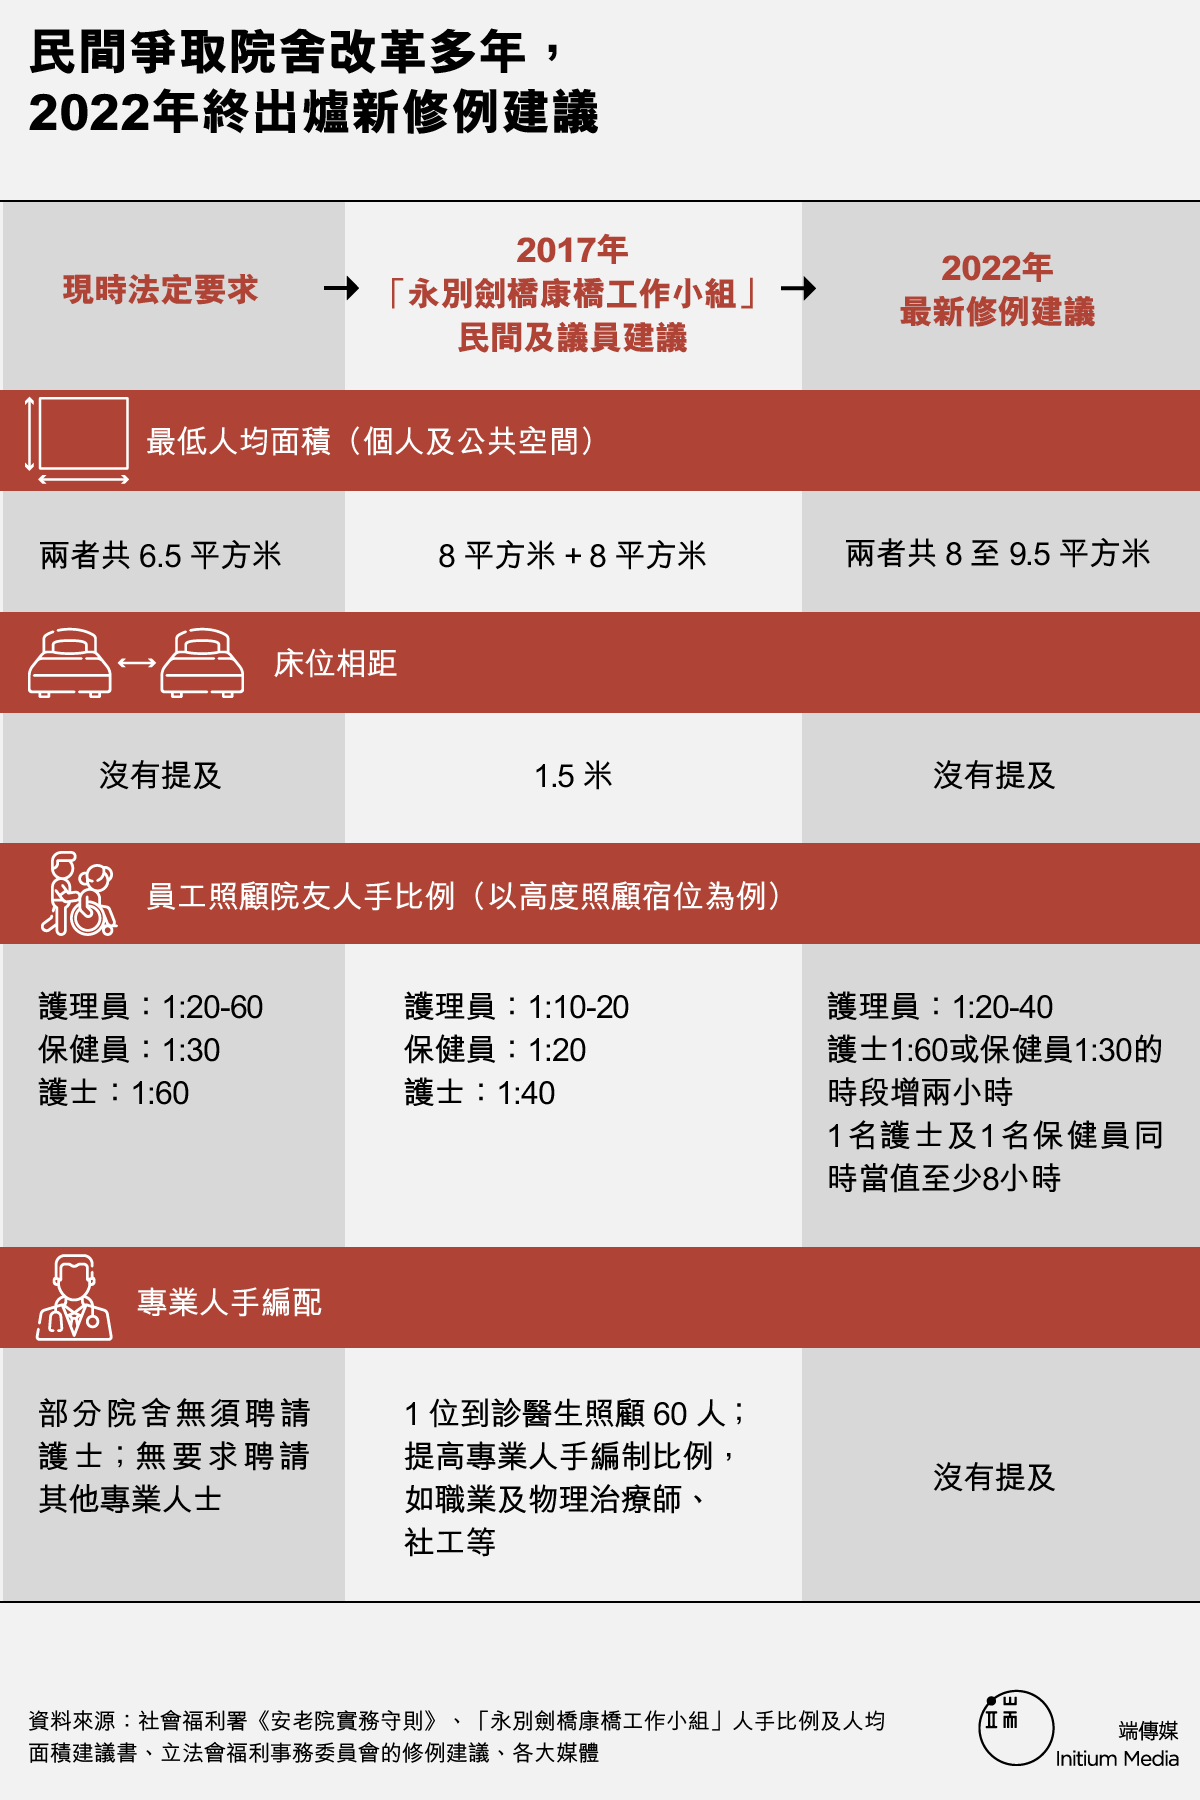 民間爭取院舍改革多年，
2022年終出爐新修例建議
現時法定要求
2017年
「永別劍橋康橋工作小組」
民間及議員建議
2022年
最新修例建議
最低人均面積（個人及公共空間）
兩者共 6.5 平方米
8 平方米 + 8 平方米
兩者共 8 至 9.5 平方米
床位相距
沒有提及
1.5 米
沒有提及
員工照顧院友人手比例（以高度照顧宿位為例）
護理員：1:20-60
保健員：1:30
護士：1:60
護理員：1:10-20
保健員：1:20
護士：1:40
護理員：1:20-40
護士1:60或保健員1:30的
時段增兩小時
1名護士及1名保健員同
時當值至少8小時
專業人手編配
部分院舍無須聘請
護士；無要求聘請
其他專業人士
1 位到診醫生照顧 60 人；
提高專業人手編制比例，
如職業及物理治療師、
社工等
沒有提及
資料來源：社會福利署《安老院實務守則》、「永別劍橋康橋工作小組」人手比例及人均
面積建議書、立法會福利事務委員會的修例建議、各大媒體
端傳媒
Initium Media